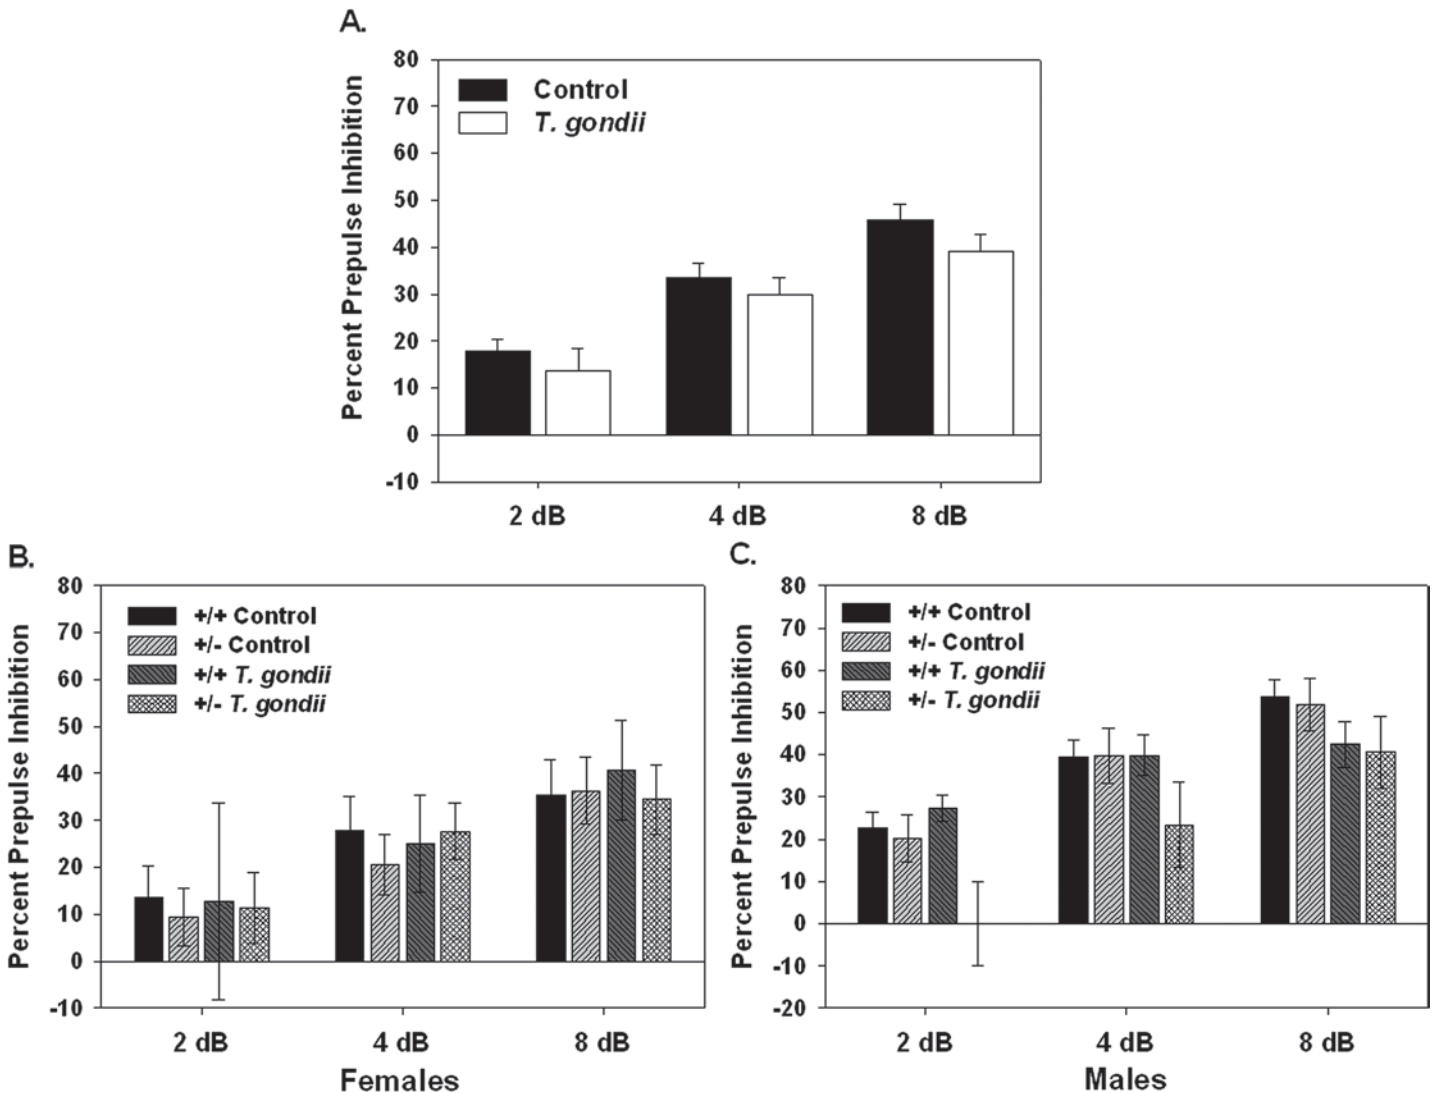 A.
Percent Prepulse Inhibition
80
70
60
50
40
30
20
10
0
-10
Control
T. gondii
2 dB 4 dB 8 dB
B.
Percent Prepulse Inhibition
80
70
60
50
40
30
20
10
0
-10
+/+ Control
+/- Control
+/+ T. gondii
+/- T. gondii
2 dB 4 dB 8 dB
Females
C.
Percent Prepulse Inhibition
80
70
60
50
40
30
20
10
0
-10
-20
+/+ Control
+/- Control
+/+ T. gondii
+/- T. gondii
2 dB 4 dB 8 dB
Males